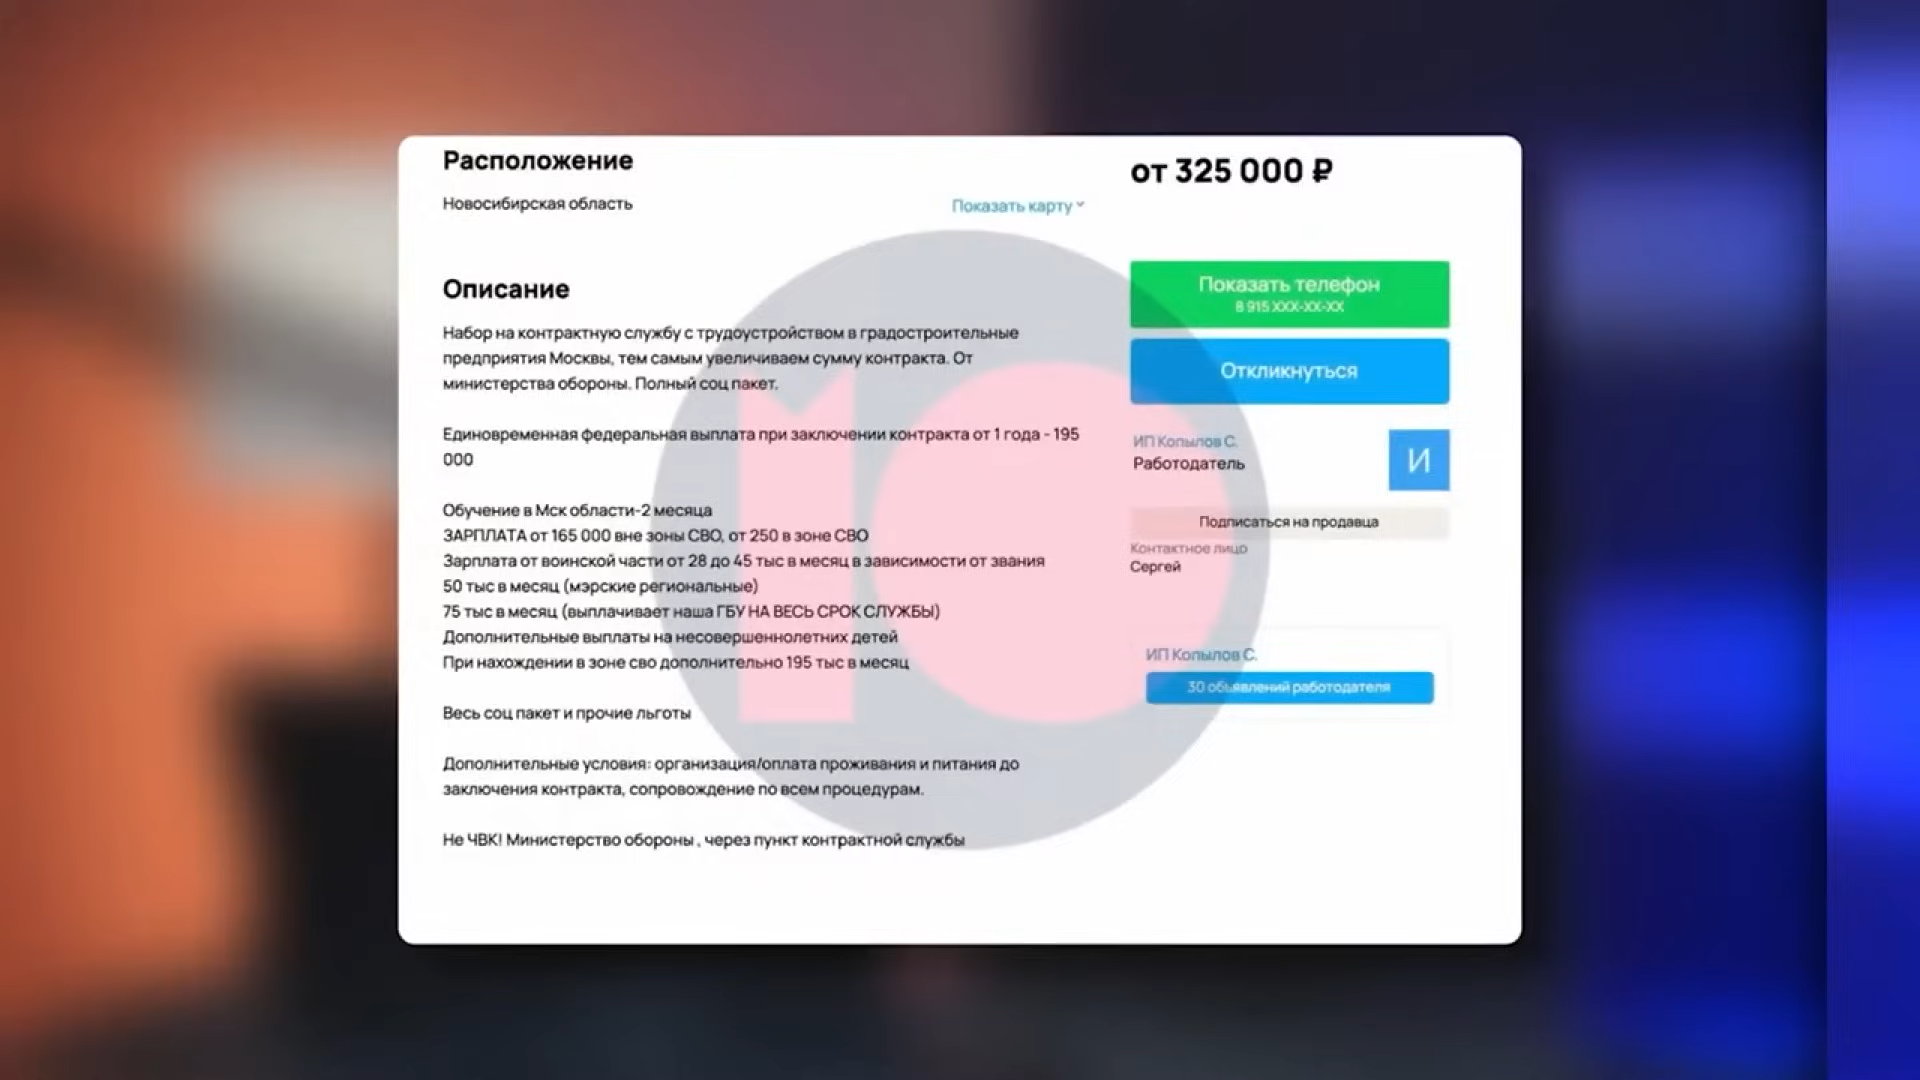 Расположение
Новосибирская область
Показать карту
Описание
Набор на контрактную службу с трудоустройством в градостроительные
предприятия Москвы, тем самым увеличиваем сумму контракта. От
министерства обороны. Полный соц пакет.
Единовременная федеральная выплата при заключении контракта от 1 года - 195
000
Обучение в Мск области-2 месяца
ЗАРПЛАТА от 165 000 вне зоны СВО, от 250 в зоне СВО
Зарплата от воинской части от 28 до 45 тыс в месяц в зависимости от звания
50 тыс в месяц (мэрские региональные)
75 тыс в месяц (выплачивает наша ГБУ НА ВЕСЬ СРОК СЛУЖБЫ)
Дополнительные выплаты на несовершеннолетних детей
При нахождении в зоне сво дополнительно 195 тыс в месяц
Весь соц пакет и прочие льготы
Дополнительные условия: организация/оплата проживания и питания до
заключения контракта, сопровождение по всем процедурам.
Не ЧВК! Министерство обороны , через пункт контрактной службы
от 325 000 ₽
Показать телефон
8 915 XXX-XX-XX
Откликнуться
ИП Копылов С.
Работодатель
И
Подписаться на продавца
Контактное лицо
Сергей
ИП Копылов С.
30 объявлений работодателя